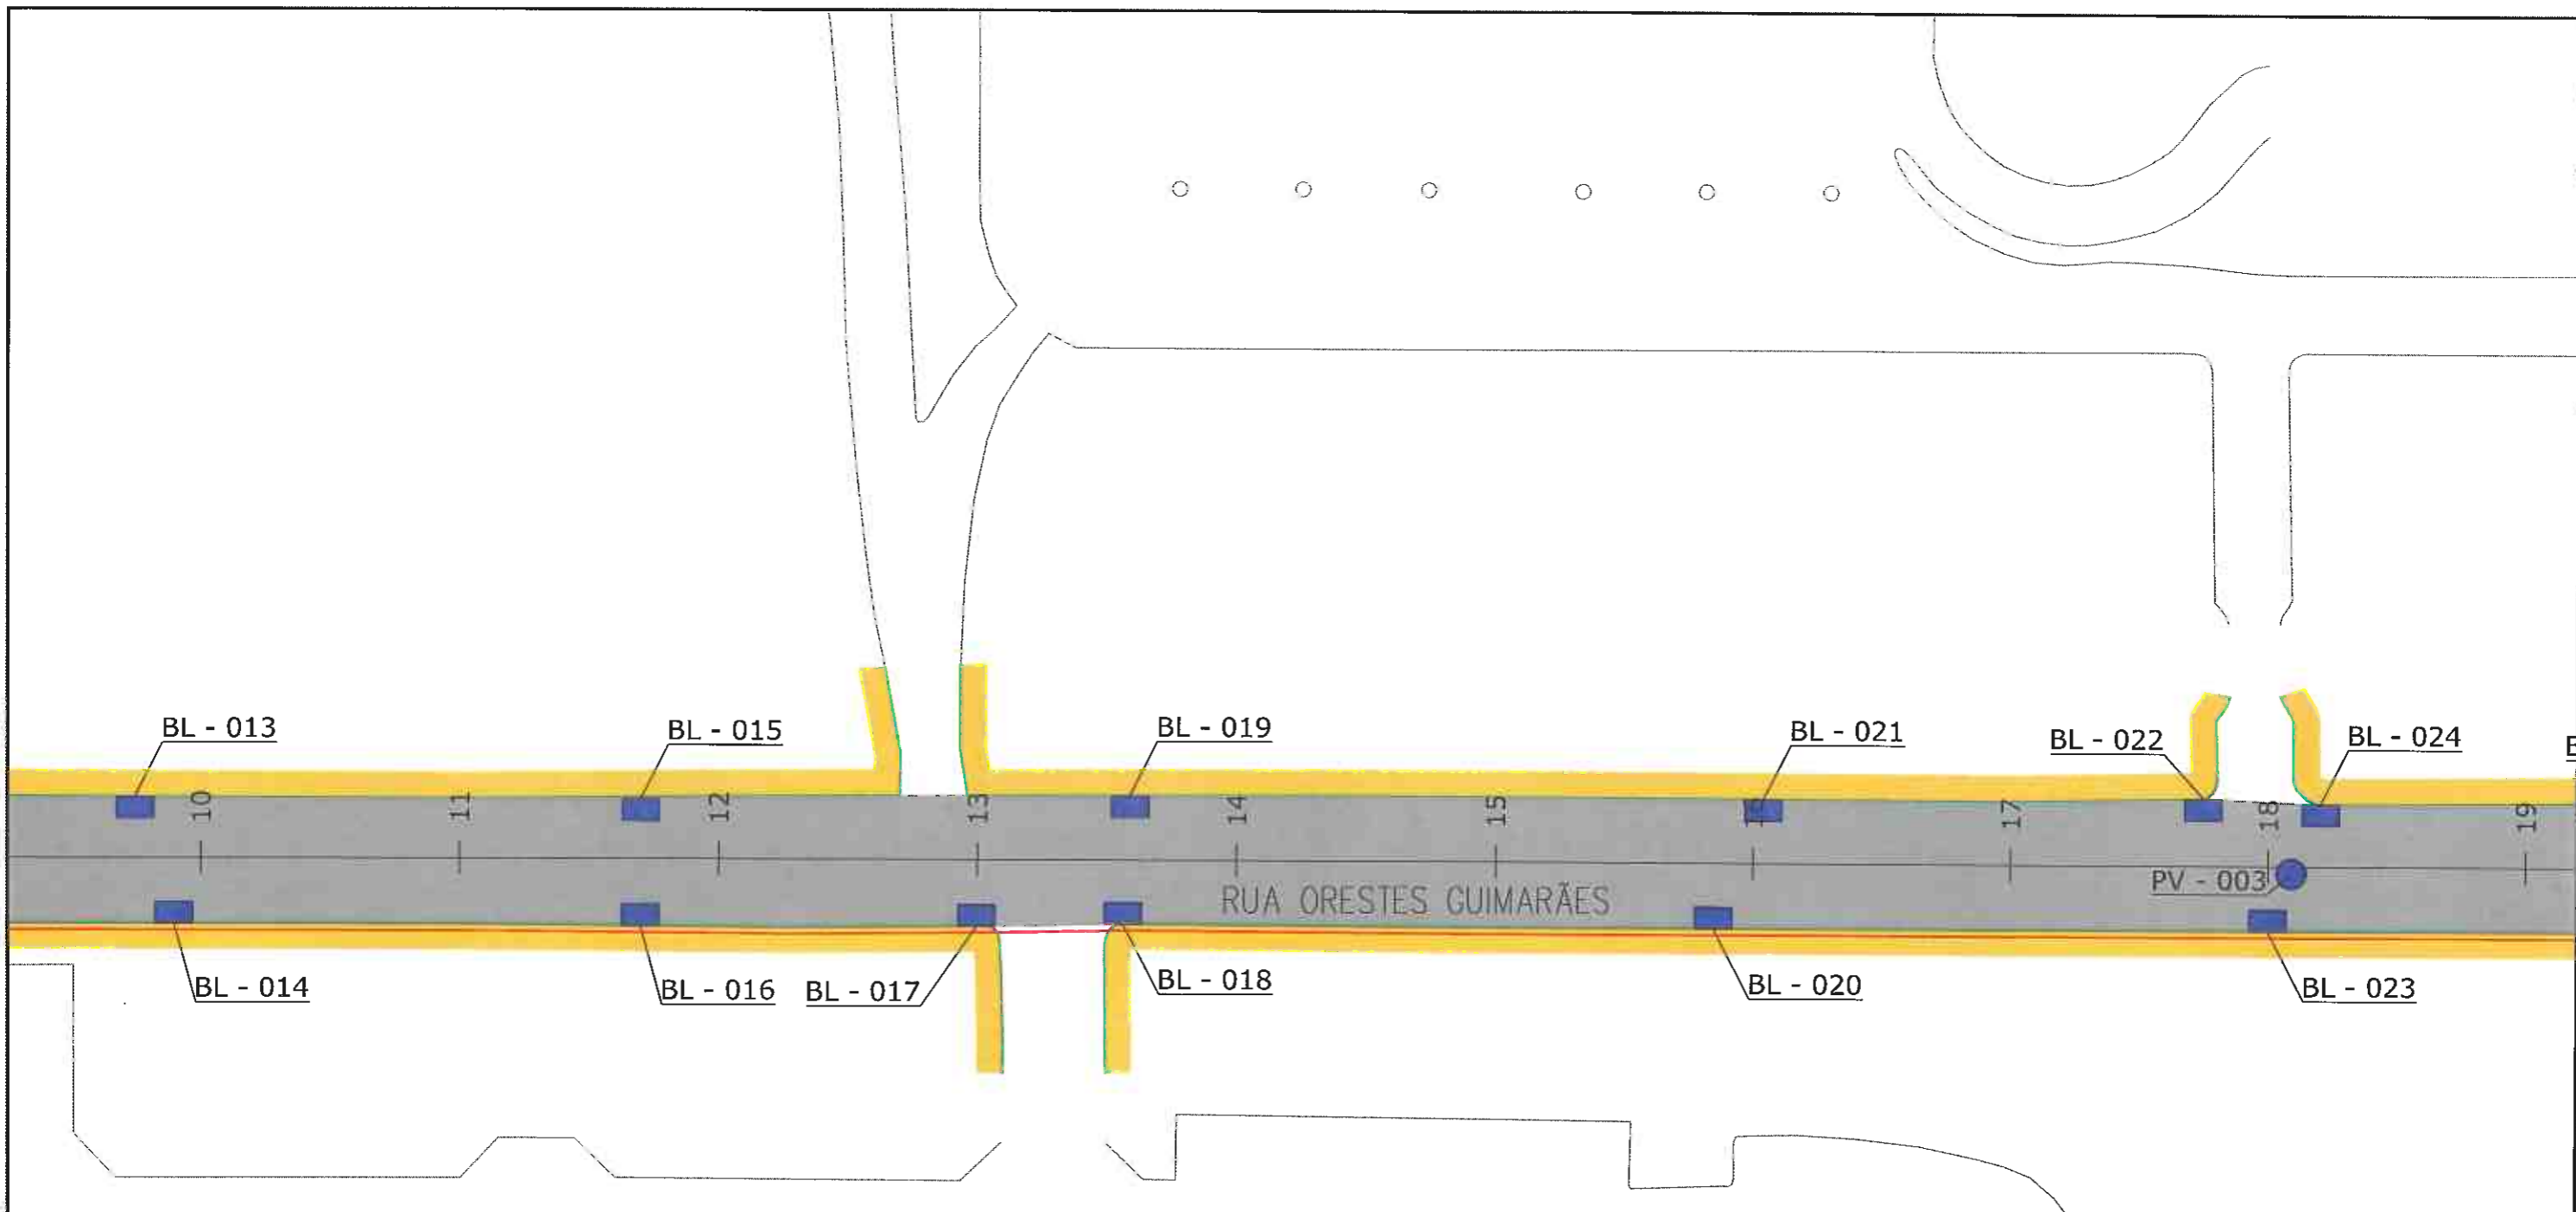 BL - 013
BL - 015
BL - 019
BL - 021
BL - 022
BL - 024
10
11
12
13
14
15
17
18
19
RUA ORESTES GUIMARÃES
PV - 003
BL - 014
BL - 016
BL - 017
BL - 018
BL - 020
BL - 023